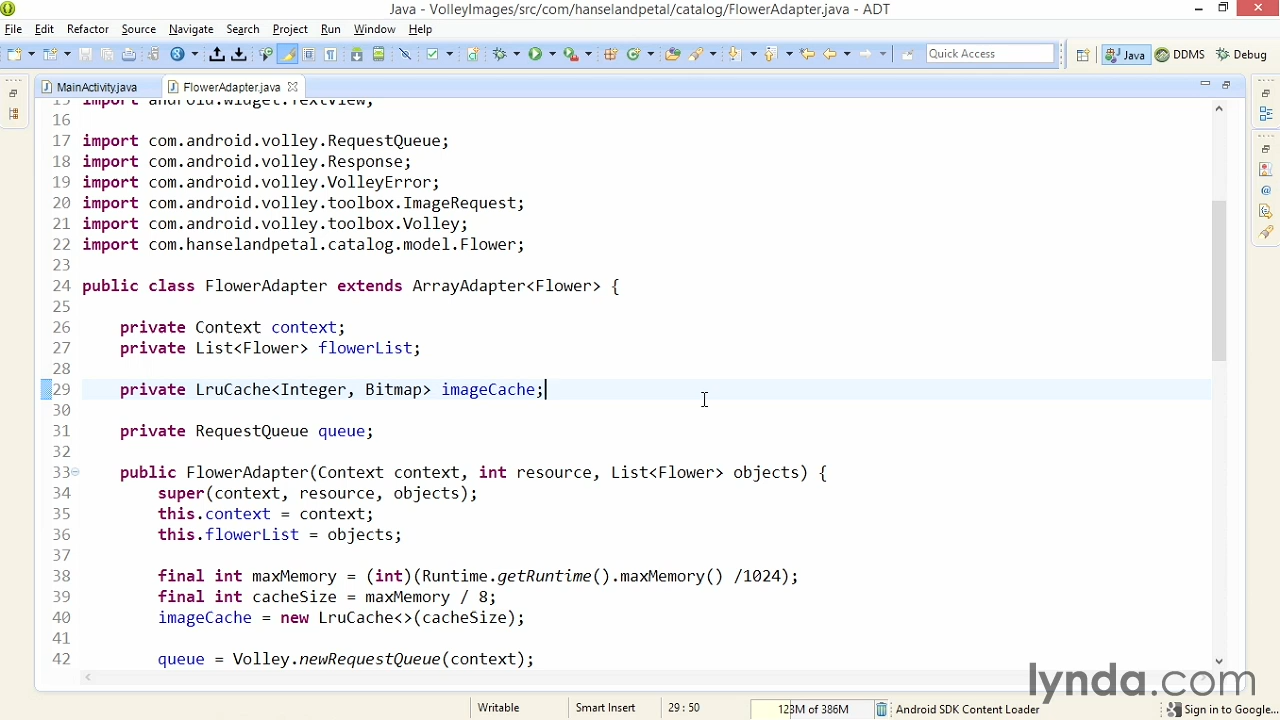 Java - VolleyImages/src/com/hanselandpetal/catalog/FlowerAdapter.java - ADT
File Edit Refactor Source Navigate Search Project Run Window Help
Quick Access Java DDMS Debug
MainActivity.java FlowerAdapter.java
15 import android.widget.TextView;
16
17 import com.android.volley.RequestQueue;
18 import com.android.volley.Response;
19 import com.android.volley.VolleyError;
20 import com.android.volley.toolbox.ImageRequest;
21 import com.android.volley.toolbox.Volley;
22 import com.hanselandpetal.catalog.model.Flower;
23
24 public class FlowerAdapter extends ArrayAdapter<Flower> {
25
26 private Context context;
27 private List<Flower> flowerList;
28
29 private LruCache<Integer, Bitmap> imageCache;
30
31 private RequestQueue queue;
32
33 public FlowerAdapter(Context context, int resource, List<Flower> objects) {
34 super(context, resource, objects);
35 this.context = context;
36 this.flowerList = objects;
37
38 final int maxMemory = (int)(Runtime.getRuntime().maxMemory() /1024);
39 final int cacheSize = maxMemory / 8;
40 imageCache = new LruCache<>(cacheSize);
41
42 queue = Volley.newRequestQueue(context);
lynda.com
Writable Smart Insert 29 : 50 123M of 386M Android SDK Content Loader Sign in to Google...